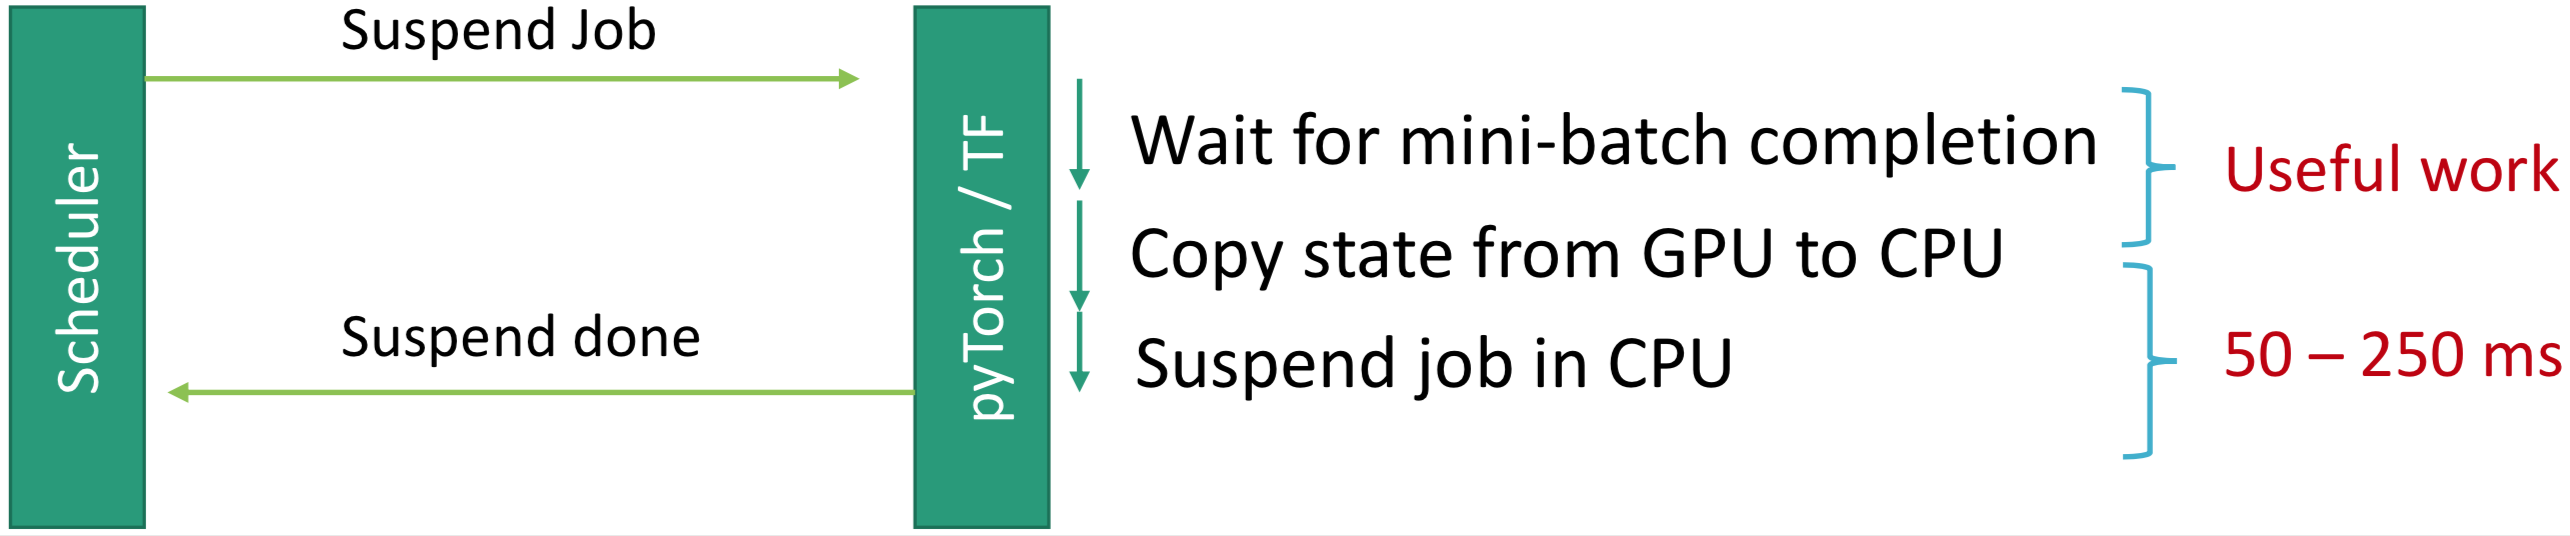 Scheduler
Suspend Job
Suspend done
pyTorch / TF
Wait for mini-batch completion
Copy state from GPU to CPU
Suspend job in CPU
Useful work
50 – 250 ms